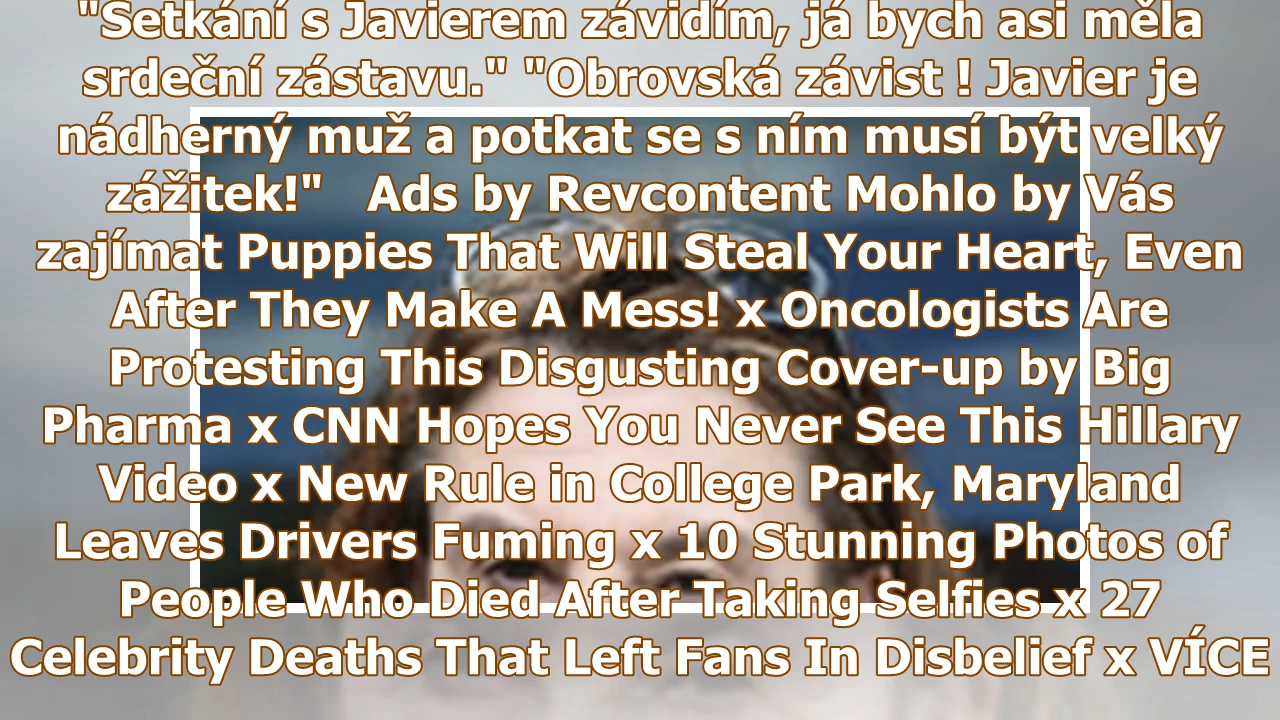 "Setkání s Javierem závidím, já bych asi měla
srdeční zástavu." "Obrovská závist ! Javier je
nádherný muž a potkat se s ním musí být velký
zážitek!"   Ads by Revcontent Mohlo by Vás
zajímat Puppies That Will Steal Your Heart, Even
After They Make A Mess! x Oncologists Are
Protesting This Disgusting Cover-up by Big
Pharma x CNN Hopes You Never See This Hillary
Video x New Rule in College Park, Maryland
Leaves Drivers Fuming x 10 Stunning Photos of
People Who Died After Taking Selfies x 27
Celebrity Deaths That Left Fans In Disbelief x VÍCE